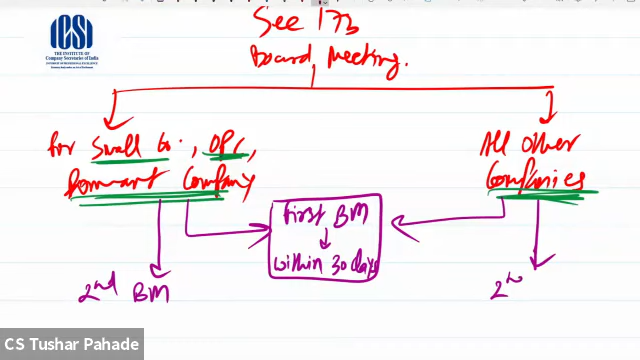 See 173
Board Meeting.
ICSI
THE INSTITUTE OF
Company Secretaries of India
for Small Co., OPC,
Dormant Company
All Other
Companies
First BM
within 30 days
2nd BM
2
CS Tushar Pahade